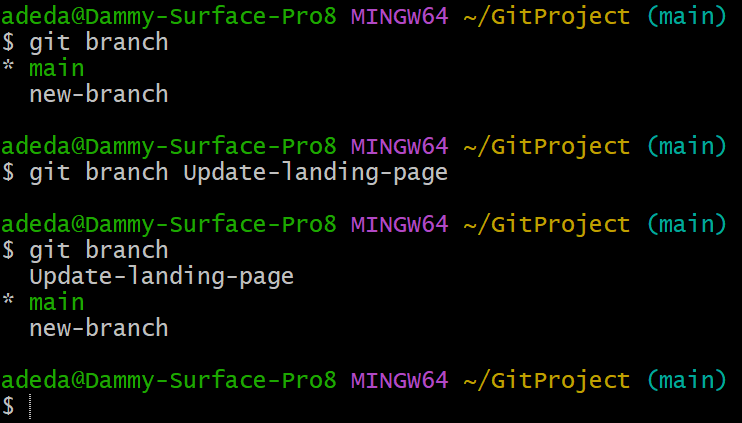 adeda@Dammy-Surface-Pro8 MINGW64 ~/GitProject (main)
$ git branch
* main
  new-branch
adeda@Dammy-Surface-Pro8 MINGW64 ~/GitProject (main)
$ git branch Update-landing-page
adeda@Dammy-Surface-Pro8 MINGW64 ~/GitProject (main)
$ git branch
  Update-landing-page
* main
  new-branch
adeda@Dammy-Surface-Pro8 MINGW64 ~/GitProject (main)
$